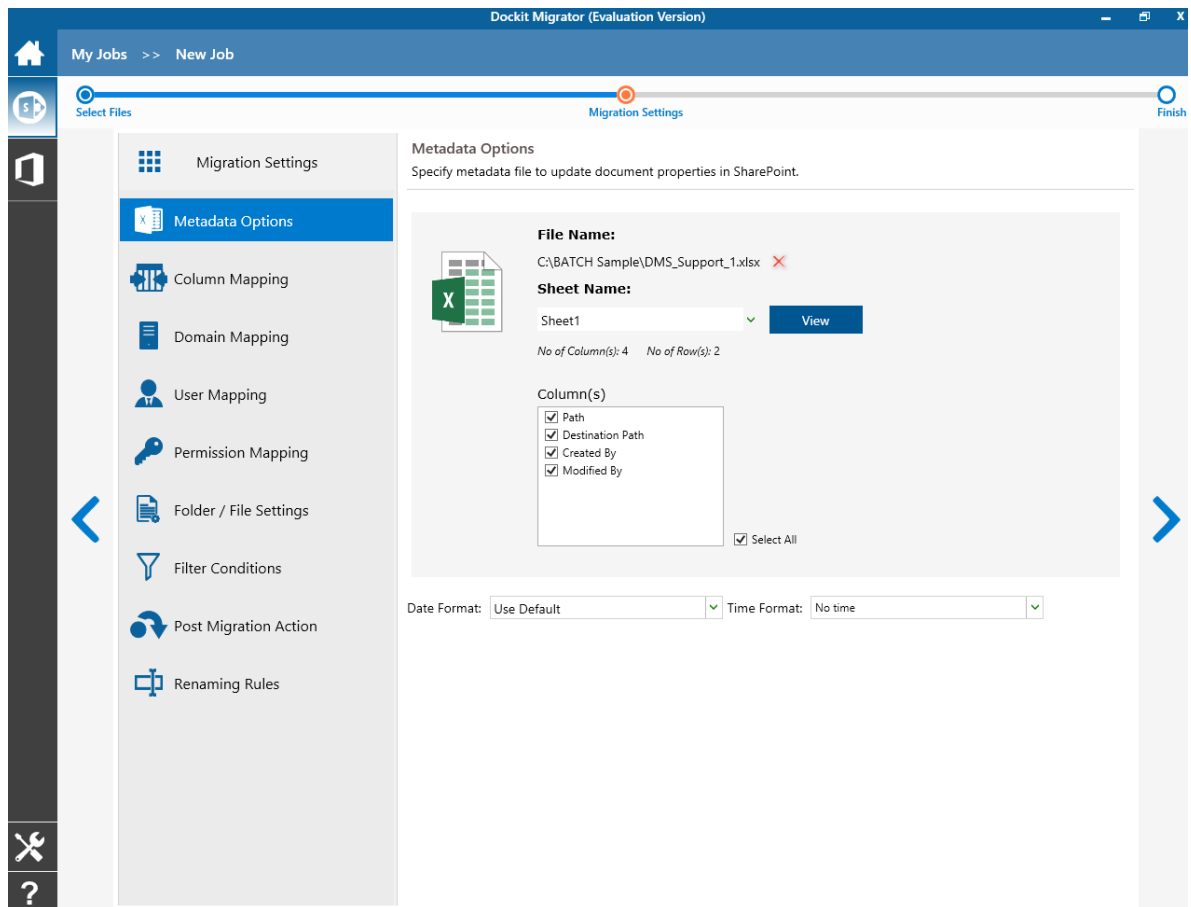 Dockit Migrator (Evaluation Version)
My Jobs >> New Job
Select Files
Migration Settings
Finish
Migration Settings
Metadata Options
Column Mapping
Domain Mapping
User Mapping
Permission Mapping
Folder / File Settings
Filter Conditions
Post Migration Action
Renaming Rules
Metadata Options
Specify metadata file to update document properties in SharePoint.
File Name:
C:\BATCH Sample\DMS_Support_1.xlsx
Sheet Name:
Sheet1
View
No of Column(s): 4 No of Row(s): 2
Column(s)
Path
Destination Path
Created By
Modified By
Select All
Date Format: Use Default Time Format: No time